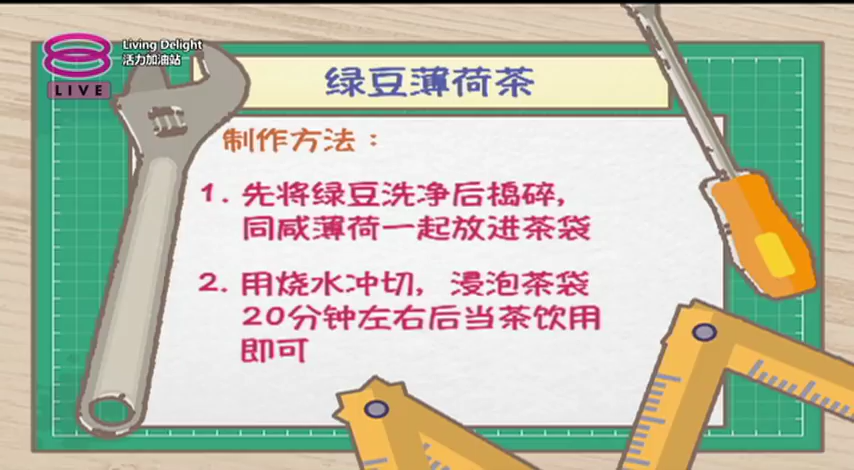 Living Delight
活力加油站
LIVE
绿豆薄荷茶
制作方法：
1. 先将绿豆洗净后捣碎,
同咸薄荷一起放进茶袋
2. 用烧水冲切, 浸泡茶袋
20分钟左右后当茶饮用
即可